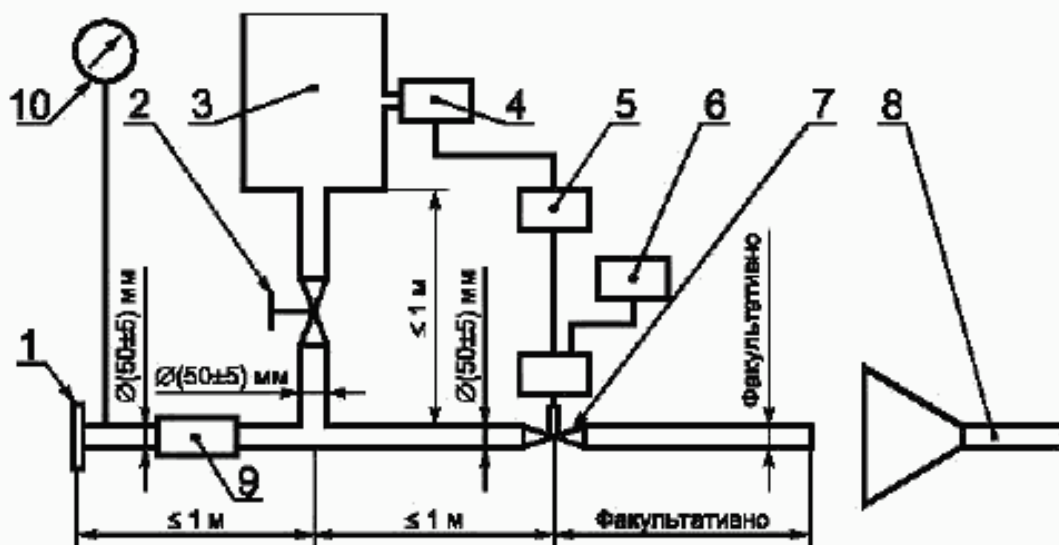 10
2
3
4
5
6
7
8
1
Ø(50±5) мм
Ø(50±5) мм
≤ 1 м
Ø(50±5) мм
Факультативно
9
≤ 1 м
≤ 1 м
Факультативно